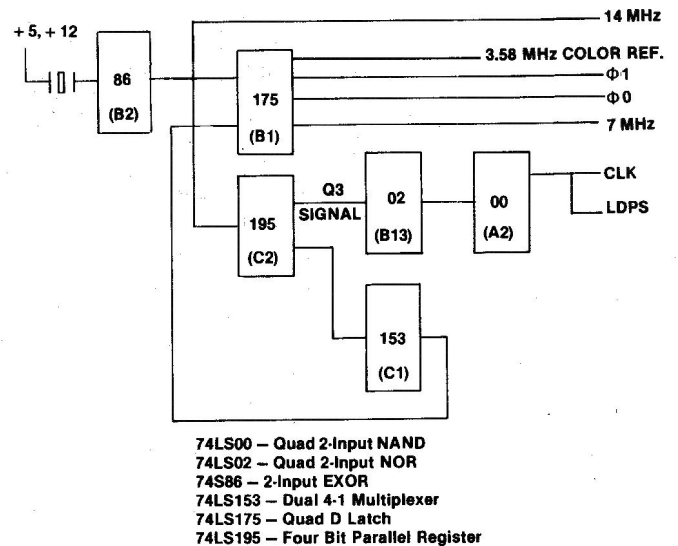 14 MHz
+ 5, + 12
3.58 MHz COLOR REF.
86
Φ1
175
Φ0
(B2)
(B1)
7 MHz
Q3
CLK
SIGNAL
195
02
00
LDPS
(C2)
(B13)
(A2)
153
(C1)
74LS00 — Quad 2-Input NAND
74LS02 — Quad 2-Input NOR
74S86 — 2-Input EXOR
74LS153 — Dual 4-1 Multiplexer
74LS175 — Quad D Latch
74LS195 — Four Bit Parallel Register